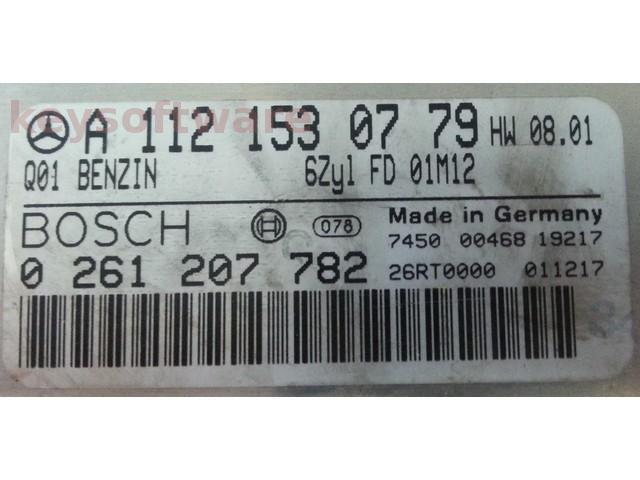 keysoftware
A 112 153 07 79 HW 08.01
Q01 BENZIN 6Zyl FD 01M12
BOSCH 078 Made in Germany
7450 00468 19217
0 261 207 782 26RT0000 011217